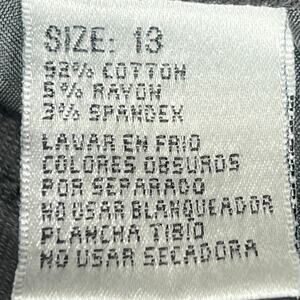 SIZE: 13
92% COTTON
5% RAYON
3% SPANDEX
LAVAR EN FRIO
COLORES OBSUROS
POR SEPARADO
NO USAR BLANQUEADOR
PLANCHA TIBIO
NO USAR SECADORA